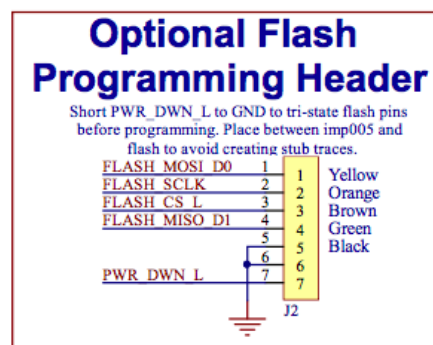 Optional Flash
Programming Header
Short PWR_DWN_L to GND to tri-state flash pins
before programming. Place between imp005 and
flash to avoid creating stub traces.
FLASH_MOSI_D0 1 1 Yellow
FLASH_SCLK 2 2 Orange
FLASH_CS_L 3 3 Brown
FLASH_MISO_D1 4 4 Green
5 5 Black
6 6
PWR_DWN_L 7 7
J2